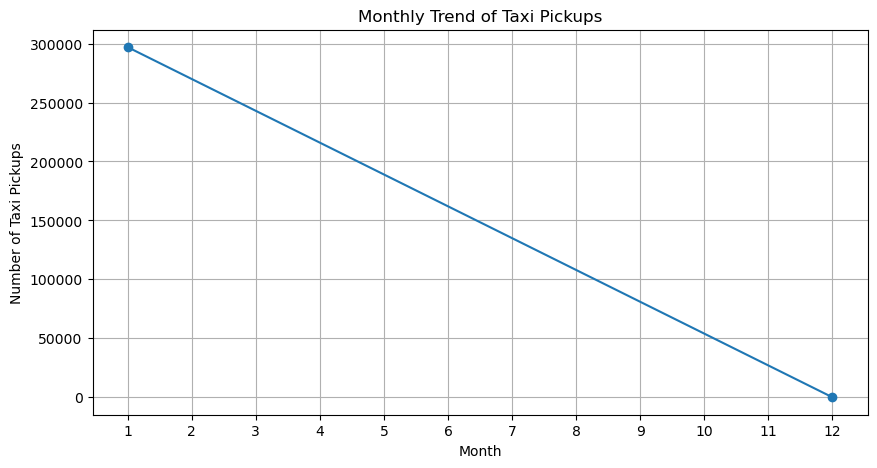 Monthly Trend of Taxi Pickups
300000
250000
200000
150000
100000
50000
0
Number of Taxi Pickups
1 2 3 4 5 6 7 8 9 10 11 12
Month